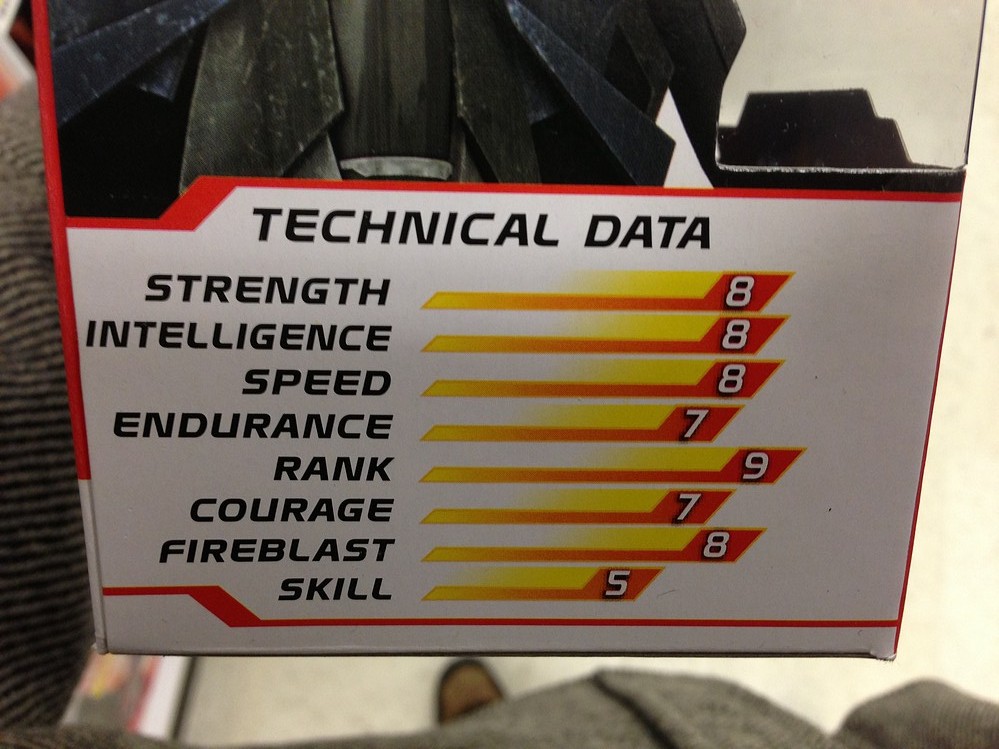 TECHNICAL DATA
STRENGTH 8
INTELLIGENCE 8
SPEED 8
ENDURANCE 7
RANK 9
COURAGE 7
FIREBLAST 8
SKILL 5